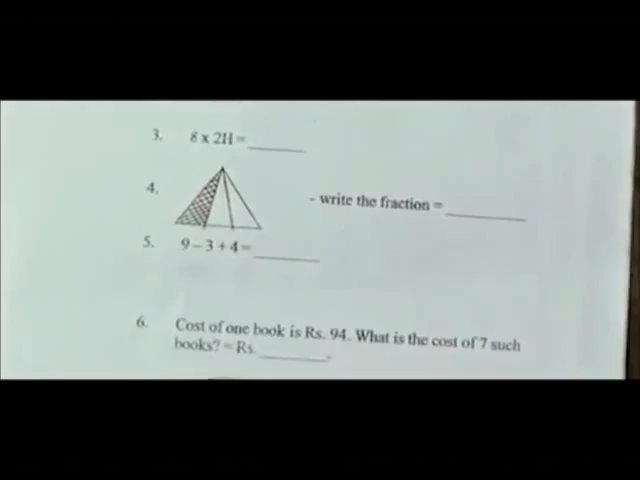 3. 8 x 2H = ______
4. - write the fraction = ________
5. 9 – 3 + 4 = ______
6. Cost of one book is Rs. 94. What is the cost of 7 such
books? = Rs. ______.